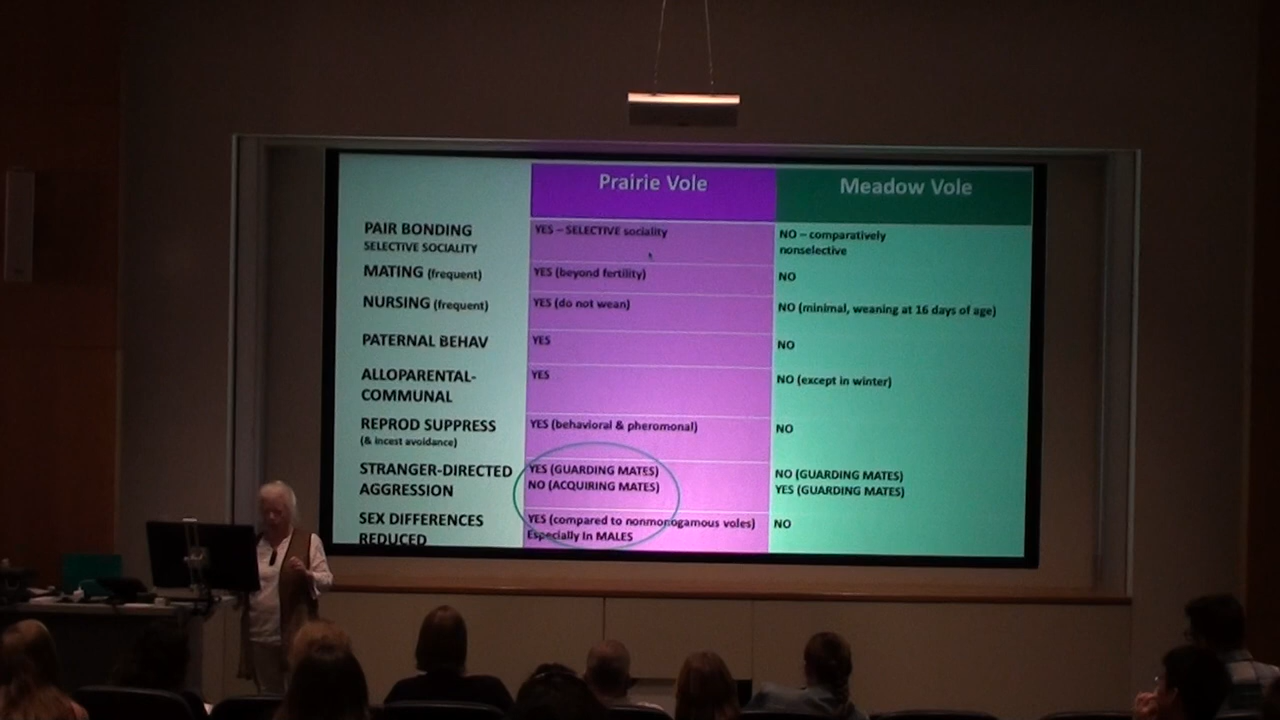 Prairie Vole
Meadow Vole
PAIR BONDING
SELECTIVE SOCIALITY
YES – SELECTIVE sociality
NO – comparatively
nonselective
MATING (frequent)
YES (beyond fertility)
NO
NURSING (frequent)
YES (do not wean)
NO (minimal, weaning at 16 days of age)
PATERNAL BEHAV
YES
NO
ALLOPARENTAL-
COMMUNAL
YES
NO (except in winter)
REPROD SUPPRESS
(& incest avoidance)
YES (behavioral & pheromonal)
NO
STRANGER-DIRECTED
AGGRESSION
YES (GUARDING MATES)
NO (ACQUIRING MATES)
NO (GUARDING MATES)
YES (GUARDING MATES)
SEX DIFFERENCES
REDUCED
YES (compared to nonmonogamous voles)
Especially in MALES
NO